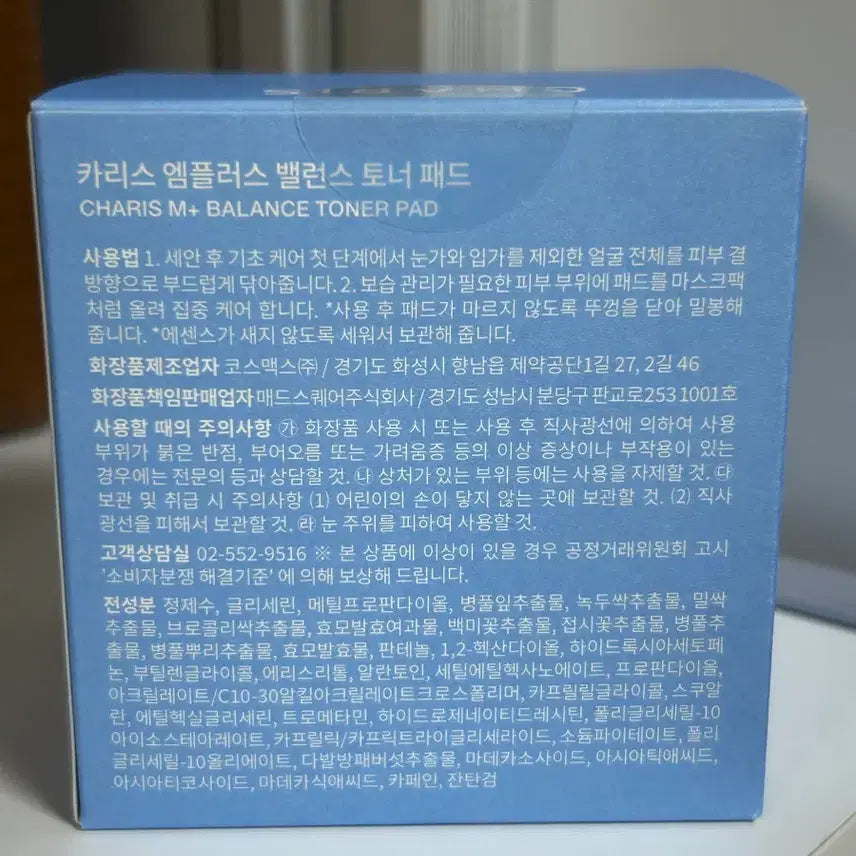 카리스 엠플러스 밸런스 토너 패드
CHARIS M+ BALANCE TONER PAD
사용법 1. 세안 후 기초 케어 첫 단계에서 눈가와 입가를 제외한 얼굴 전체를 피부 결
방향으로 부드럽게 닦아줍니다. 2. 보습 관리가 필요한 피부 부위에 패드를 마스크팩
처럼 올려 집중 케어 합니다. *사용 후 패드가 마르지 않도록 뚜껑을 닫아 밀봉해
줍니다. *에센스가 새지 않도록 세워서 보관해 줍니다.
화장품제조업자 코스맥스㈜ / 경기도 화성시 향남읍 제약공단1길 27, 2길 46
화장품책임판매업자 매드스퀘어주식회사 / 경기도 성남시 분당구 판교로253 1001호
사용할 때의 주의사항 ㉮ 화장품 사용 시 또는 사용 후 직사광선에 의하여 사용
부위가 붉은 반점, 부어오름 또는 가려움증 등의 이상 증상이나 부작용이 있는
경우에는 전문의 등과 상담할 것. ㉯ 상처가 있는 부위 등에는 사용을 자제할 것. ㉰
보관 및 취급 시 주의사항 (1) 어린이의 손이 닿지 않는 곳에 보관할 것. (2) 직사
광선을 피해서 보관할 것. ㉱ 눈 주위를 피하여 사용할 것.
고객상담실 02-552-9516 ※ 본 상품에 이상이 있을 경우 공정거래위원회 고시
'소비자분쟁 해결기준' 에 의해 보상해 드립니다.
전성분 정제수, 글리세린, 메틸프로판다이올, 병풀잎추출물, 녹두싹추출물, 밀싹
추출물, 브로콜리싹추출물, 효모발효여과물, 백미꽃추출물, 접시꽃추출물, 병풀추
출물, 병풀뿌리추출물, 효모발효물, 판테놀, 1,2-헥산다이올, 하이드록시아세토페
논, 부틸렌글라이콜, 에리스리톨, 알란토인, 세틸에틸헥사노에이트, 프로판다이올,
아크릴레이트/C10-30알킬아크릴레이트크로스폴리머, 카프릴릴글라이콜, 스쿠알
란, 에틸헥실글리세린, 트로메타민, 하이드로제네이티드레시틴, 폴리글리세릴-10
아이소스테아레이트, 카프릴릭/카프릭트라이글리세라이드, 소듐파이테이트, 폴리
글리세릴-10올리에이트, 다발방패버섯추출물, 마데카소사이드, 아시아틱애씨드,
아시아티코사이드, 마데카식애씨드, 카페인, 잔탄검